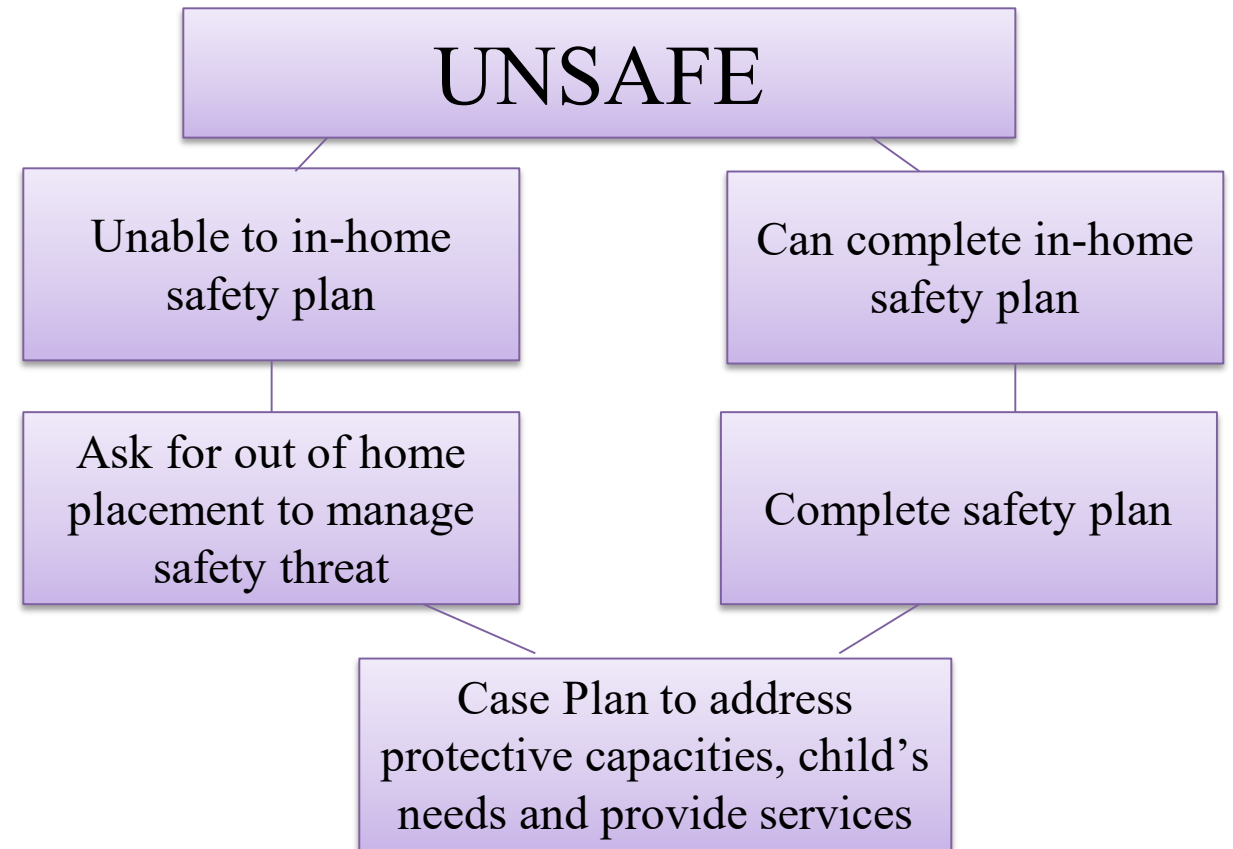 UNSAFE
Unable to in-home
safety plan
Can complete in-home
safety plan
Ask for out of home
placement to manage
safety threat
Complete safety plan
Case Plan to address
protective capacities, child’s
needs and provide services